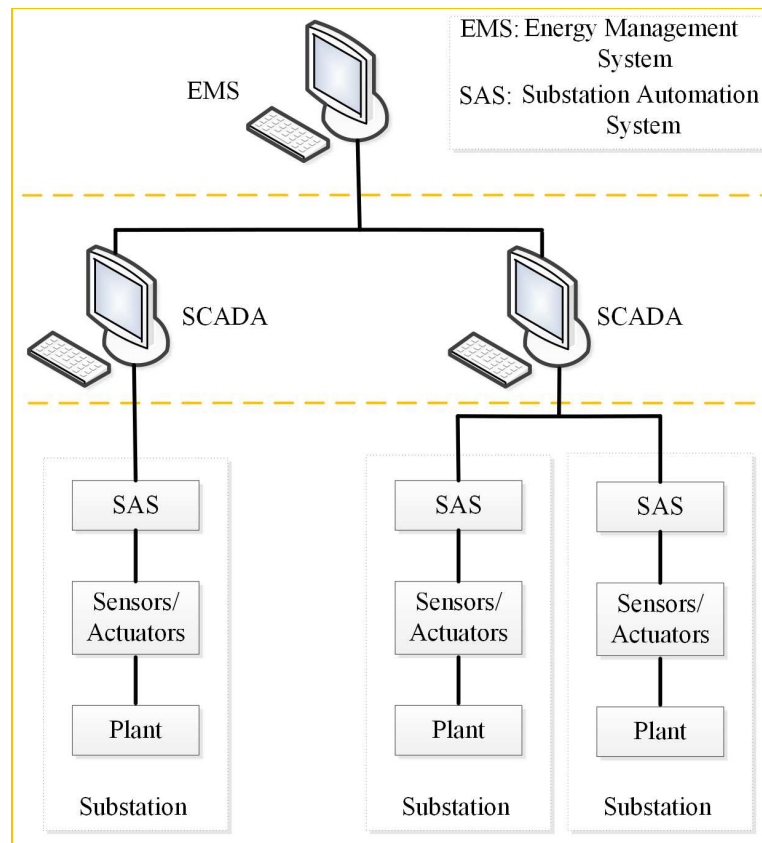 EMS: Energy Management
System
SAS: Substation Automation
System
EMS
SCADA
SCADA
SAS
Sensors/
Actuators
Plant
Substation
SAS
Sensors/
Actuators
Plant
Substation
SAS
Sensors/
Actuators
Plant
Substation